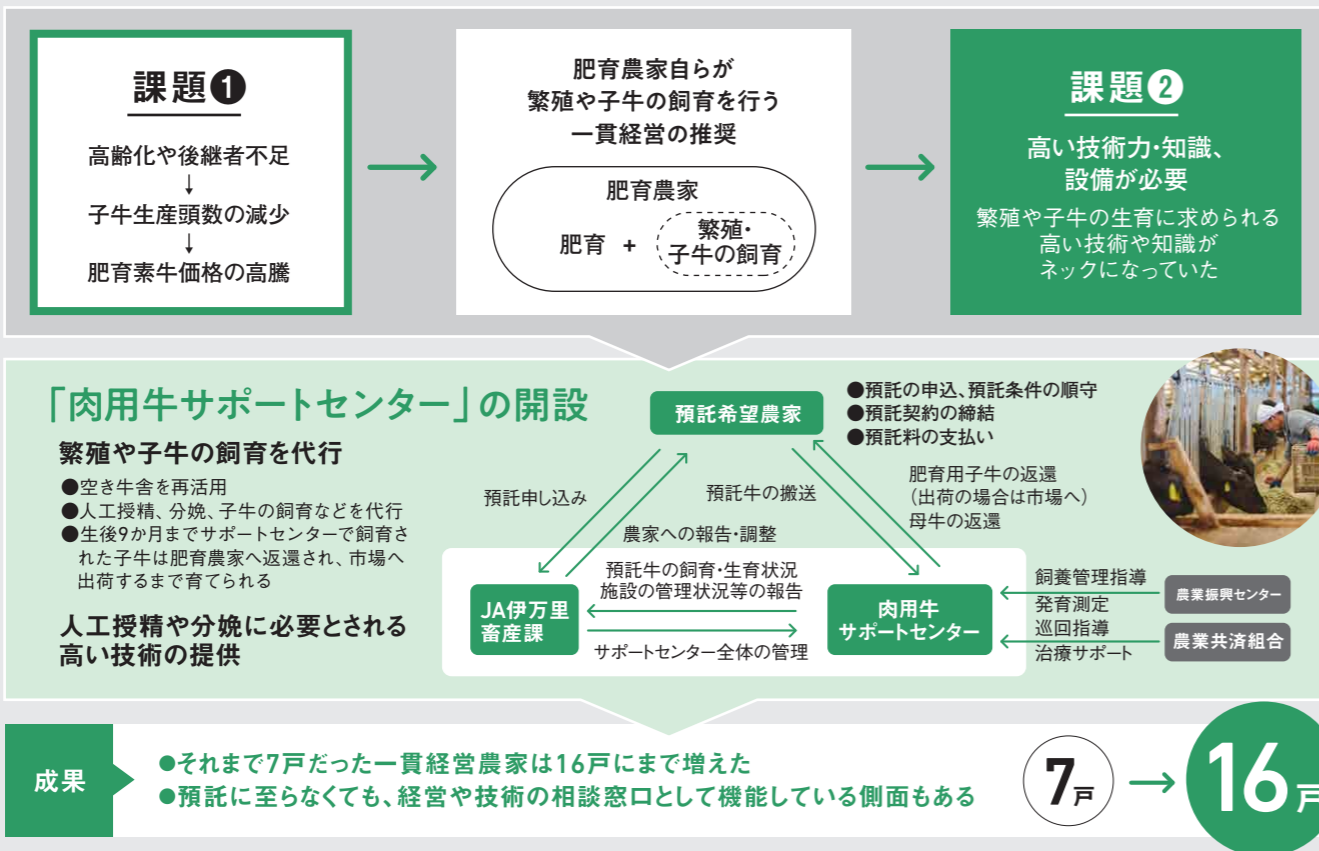 課題❶
高齢化や後継者不足
↓
子牛生産頭数の減少
↓
肥育素牛価格の高騰
肥育農家自らが
繁殖や子牛の飼育を行う
一貫経営の推奨
肥育農家
肥育 + 繁殖・
子牛の飼育
課題❷
高い技術力・知識、
設備が必要
繁殖や子牛の生育に求められる
高い技術や知識が
ネックになっていた
「肉用牛サポートセンター」の開設
繁殖や子牛の飼育を代行
●空き牛舎を再活用
●人工授精、分娩、子牛の飼育などを代行
●生後9か月までサポートセンターで飼育さ
れた子牛は肥育農家へ返還され、市場へ
出荷するまで育てられる
人工授精や分娩に必要とされる
高い技術の提供
預託希望農家
●預託の申込、預託条件の順守
●預託契約の締結
●預託料の支払い
預託申し込み
農家への報告・調整
預託牛の搬送
肥育用子牛の返還
(出荷の場合は市場へ)
母牛の返還
預託牛の飼育・生育状況
施設の管理状況等の報告
JA伊万里
畜産課
サポートセンター全体の管理
肉用牛
サポートセンター
飼養管理指導
発育測定
巡回指導
治療サポート
農業振興センター
農業共済組合
成果
●それまで7戸だった一貫経営農家は16戸にまで増えた
●預託に至らなくても、経営や技術の相談窓口として機能している側面もある
7戸 → 16戸